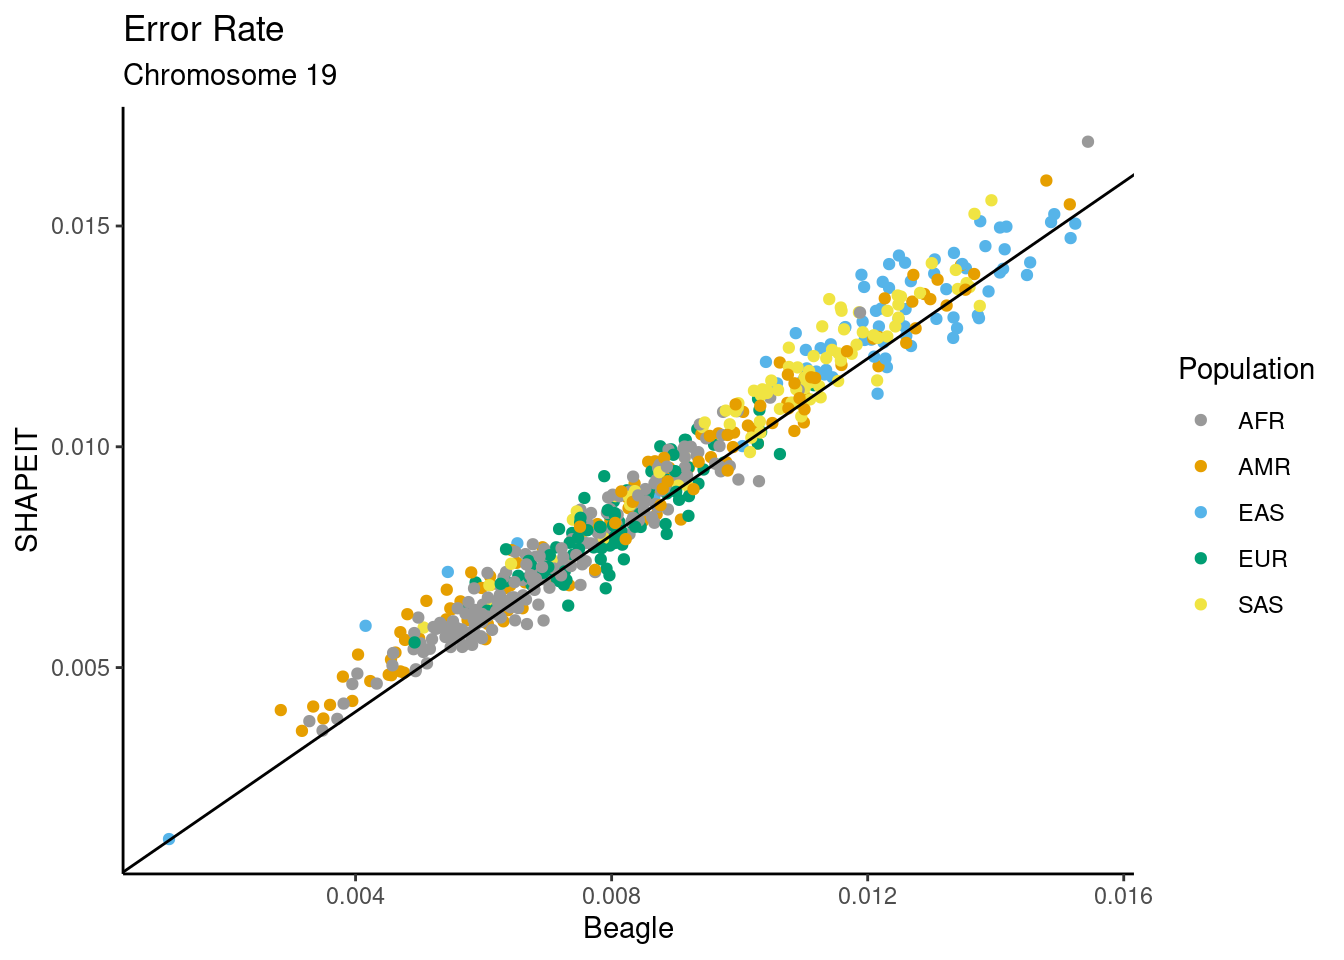 Error Rate
Chromosome 19
SHAPEIT
0.015
0.010
0.005
0.004
0.008
0.012
0.016
Beagle
Population
AFR
AMR
EAS
EUR
SAS